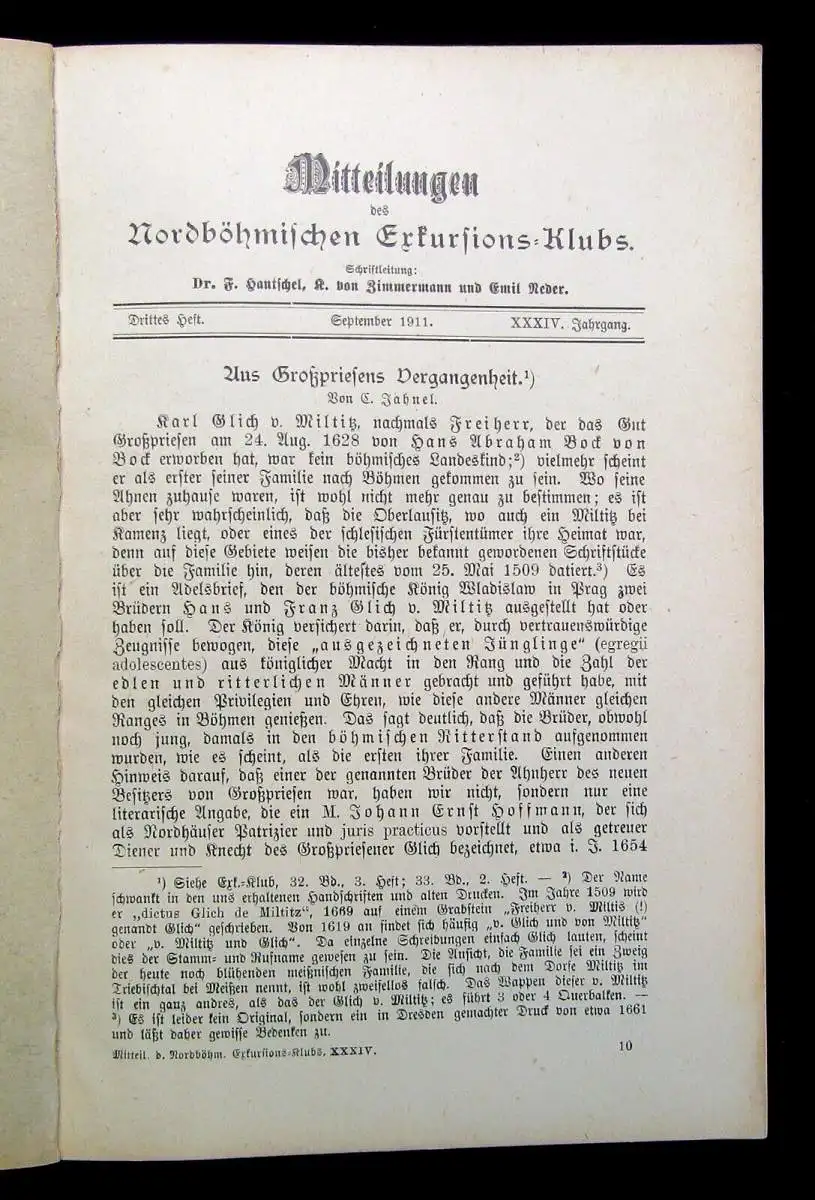 Mitteilungen
des
Nordböhmischen Exkursions-Klubs.
Schriftleitung:
Dr. F. Hantschel, K. von Zimmermann und Emil Neder.
Drittes Heft. September 1911. XXXIV. Jahrgang.
Aus Großpriesens Vergangenheit.¹)
Von C. Jahnel.
Karl Glich v. Miltitz, nachmals Freiherr, der das Gut
Großpriesen am 24. Aug. 1628 von Hans Abraham Bock von
Bock erworben hat, war kein böhmisches Landeskind;²) vielmehr scheint
er als erster seiner Familie nach Böhmen gekommen zu sein. Wo seine
Ahnen zuhause waren, ist wohl nicht mehr genau zu bestimmen; es ist
aber sehr wahrscheinlich, daß die Oberlausitz, wo auch ein Miltitz bei
Kamenz liegt, oder eines der schlesischen Fürstentümer ihre Heimat war,
denn auf diese Gebiete weisen die bisher bekannt gewordenen Schriftstücke
über die Familie hin, deren ältestes vom 25. Mai 1509 datiert.³) Es
ist ein Adelsbrief, den der böhmische König Wladislaw in Prag zwei
Brüdern Hans und Franz Glich v. Miltitz ausgestellt hat oder
haben soll. Der König versichert darin, daß er, durch vertrauenswürdige
Zeugnisse bewogen, diese „ausgezeichneten Jünglinge“ (egregii
adolescentes) aus königlicher Macht in den Rang und die Zahl der
edlen und ritterlichen Männer gebracht und geführt habe, mit
den gleichen Privilegien und Ehren, wie diese andere Männer gleichen
Ranges in Böhmen genießen. Das sagt deutlich, daß die Brüder, obwohl
noch jung, damals in den böhmischen Ritterstand aufgenommen
wurden, wie es scheint, als die ersten ihrer Familie. Einen anderen
Hinweis darauf, daß einer der genannten Brüder der Ahnherr des neuen
Besitzers von Großpriesen war, haben wir nicht, sondern nur eine
literarische Angabe, die ein M. Johann Ernst Hoffmann, der sich
als Nordhäuser Patrizier und juris practicus vorstellt und als getreuer
Diener und Knecht des Großpriesener Glich bezeichnet, etwa i. J. 1654
¹) Siehe Exk.-Klub, 32. Bd., 3. Heft; 33. Bd., 2. Heft. — ²) Der Name
schwankt in den uns erhaltenen Handschriften und alten Drucken. Im Jahre 1509 wird
er „dictus Glich de Miltitz“, 1669 auf einem Grabstein „Freiherr v. Miltis (!)
genandt Glich“ geschrieben. Von 1619 an findet sich häufig „v. Glich und von Miltitz“
oder „v. Miltitz und Glich“. Da einzelne Schreibungen einfach Glich lauten, scheint
dies der Stamm- und Rufname gewesen zu sein. Die Ansicht, die Familie sei ein Zweig
der heute noch blühenden meißnischen Familie, die sich nach dem Dorfe Miltitz im
Triebischtal bei Meißen nennt, ist wohl zweifellos falsch. Das Wappen dieser v. Miltitz
ist ein ganz andres, als das der Glich v. Miltitz; es führt 3 oder 4 Querbalken. —
³) Es ist leider kein Original, sondern ein in Dresden gemachter Druck von etwa 1661
und läßt daher gewisse Bedenken zu.
Mitteil. d. Nordböhm. Exkursions-Klubs, XXXIV. 10